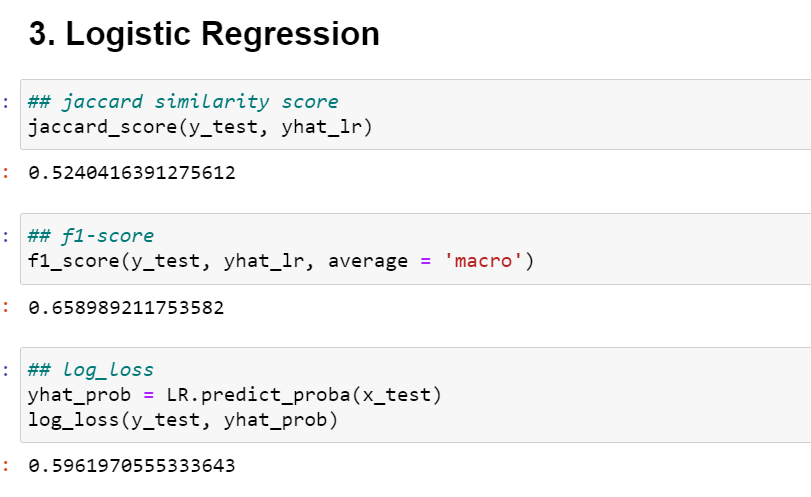 3. Logistic Regression
:
## jaccard similarity score
jaccard_score(y_test, yhat_lr)
: 0.5240416391275612
:
## f1-score
f1_score(y_test, yhat_lr, average = 'macro')
: 0.658989211753582
:
## log_loss
yhat_prob = LR.predict_proba(x_test)
log_loss(y_test, yhat_prob)
: 0.5961970555333643